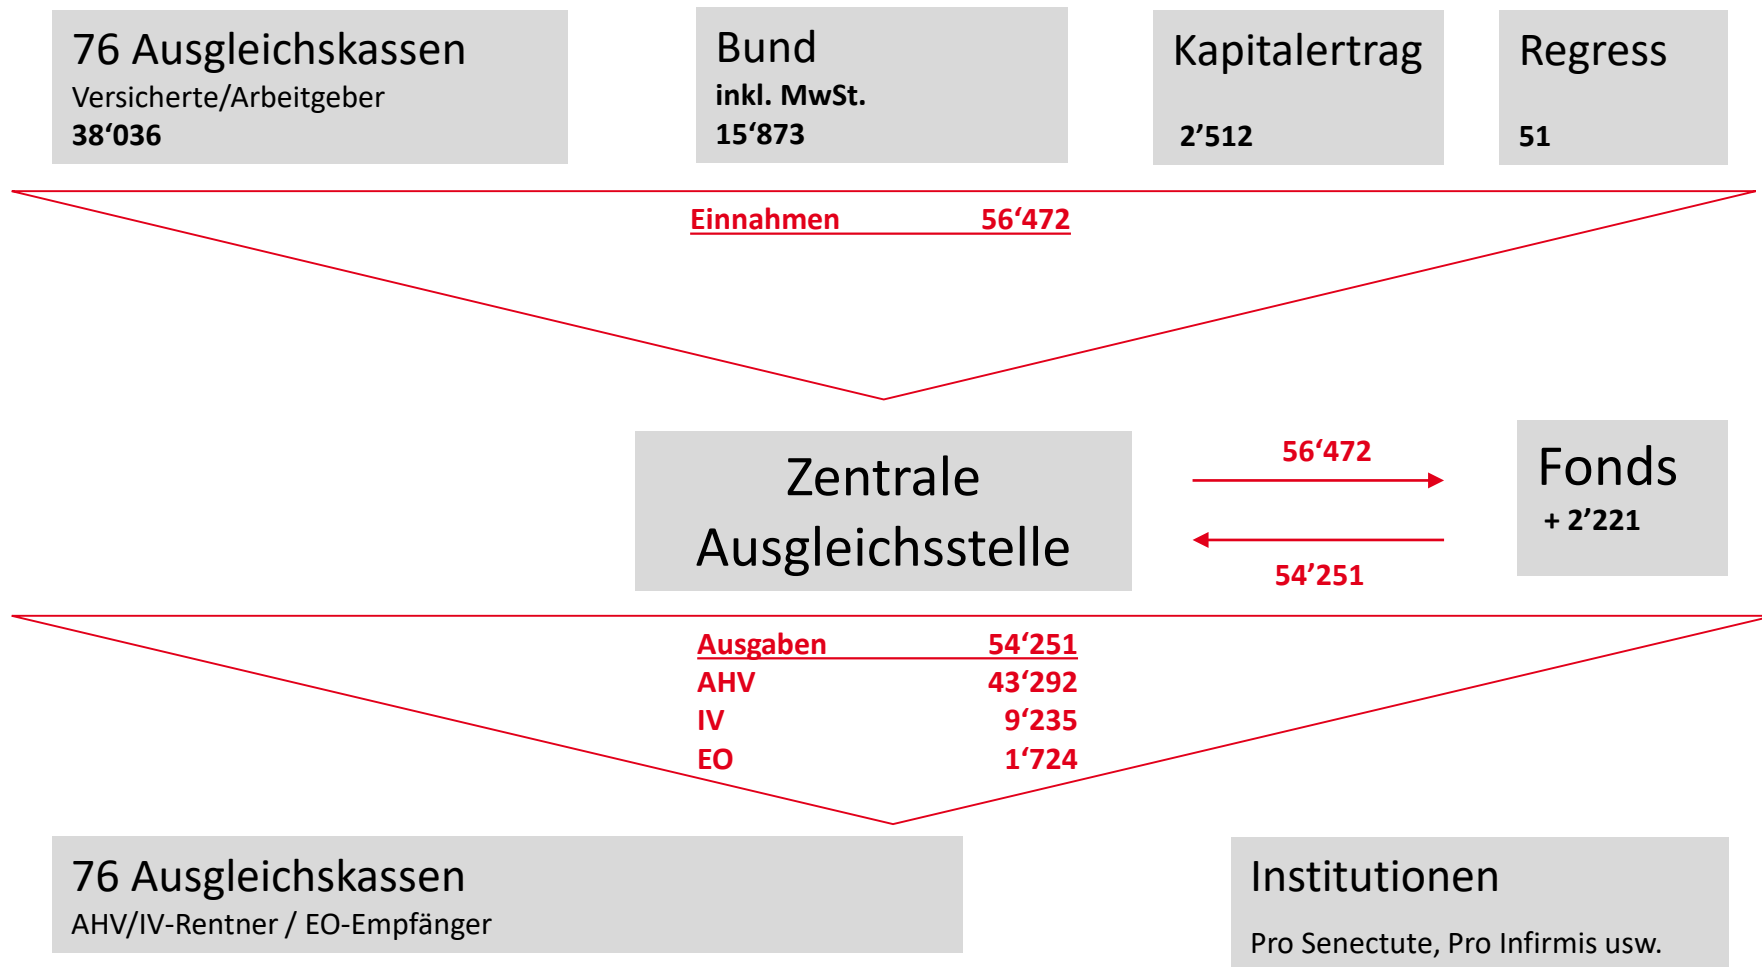 76 Ausgleichskassen
Versicherte/Arbeitgeber
38‘036
Bund
inkl. MwSt.
15‘873
Kapitalertrag
2’512
Regress
51
Einnahmen 56‘472
Zentrale
Ausgleichsstelle
56‘472
54’251
Fonds
+ 2’221
Ausgaben 54‘251
AHV 43‘292
IV 9‘235
EO 1‘724
76 Ausgleichskassen
AHV/IV-Rentner / EO-Empfänger
Institutionen
Pro Senectute, Pro Infirmis usw.